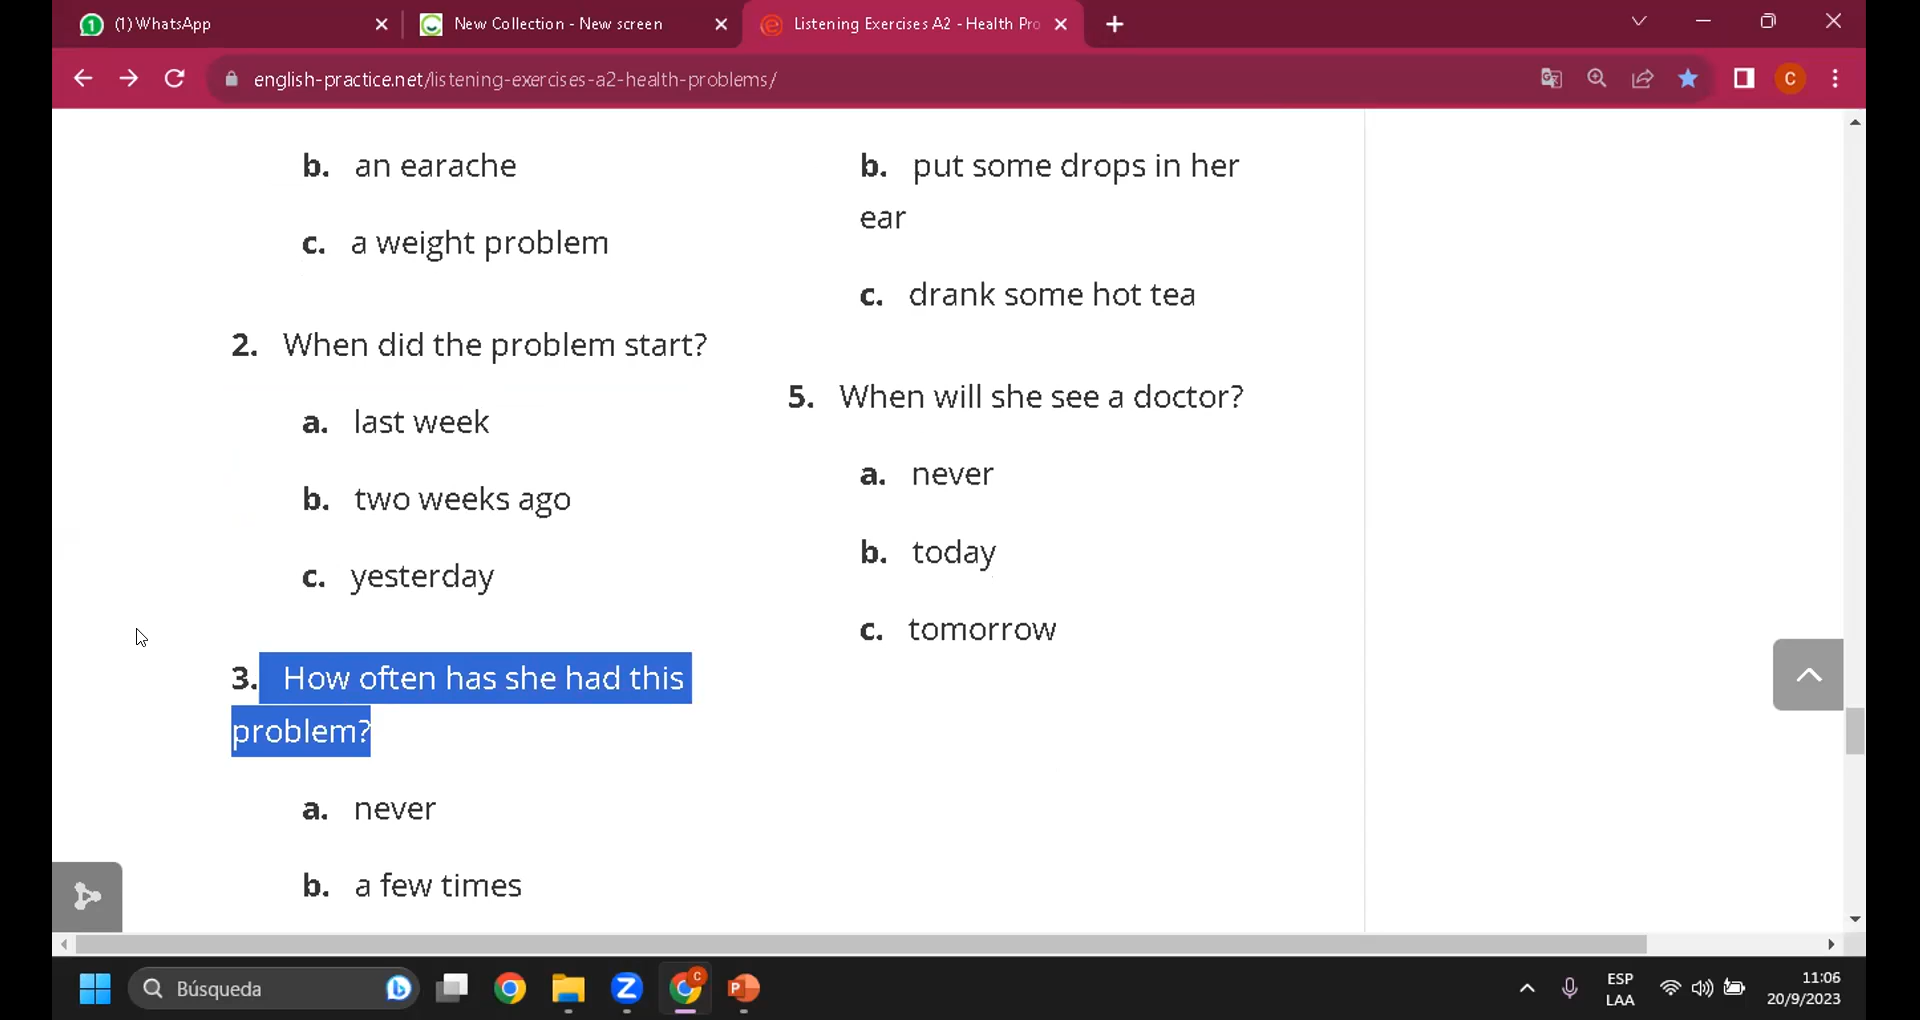 (1) WhatsApp
New Collection - New screen
Listening Exercises A2 - Health Pro
english-practice.net/listening-exercises-a2-health-problems/
C
b. an earache
c. a weight problem
2. When did the problem start?
a. last week
b. two weeks ago
c. yesterday
3. How often has she had this
problem?
a. never
b. a few times
b. put some drops in her
ear
c. drank some hot tea
5. When will she see a doctor?
a. never
b. today
c. tomorrow
Búsqueda
ESP
LAA
11:06
20/9/2023